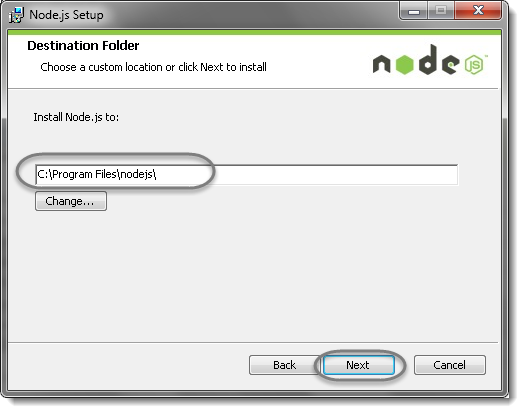 Node.js Setup
Destination Folder
Choose a custom location or click Next to install
node JS
Install Node.js to:
C:\Program Files\nodejs\
Change...
Back Next Cancel